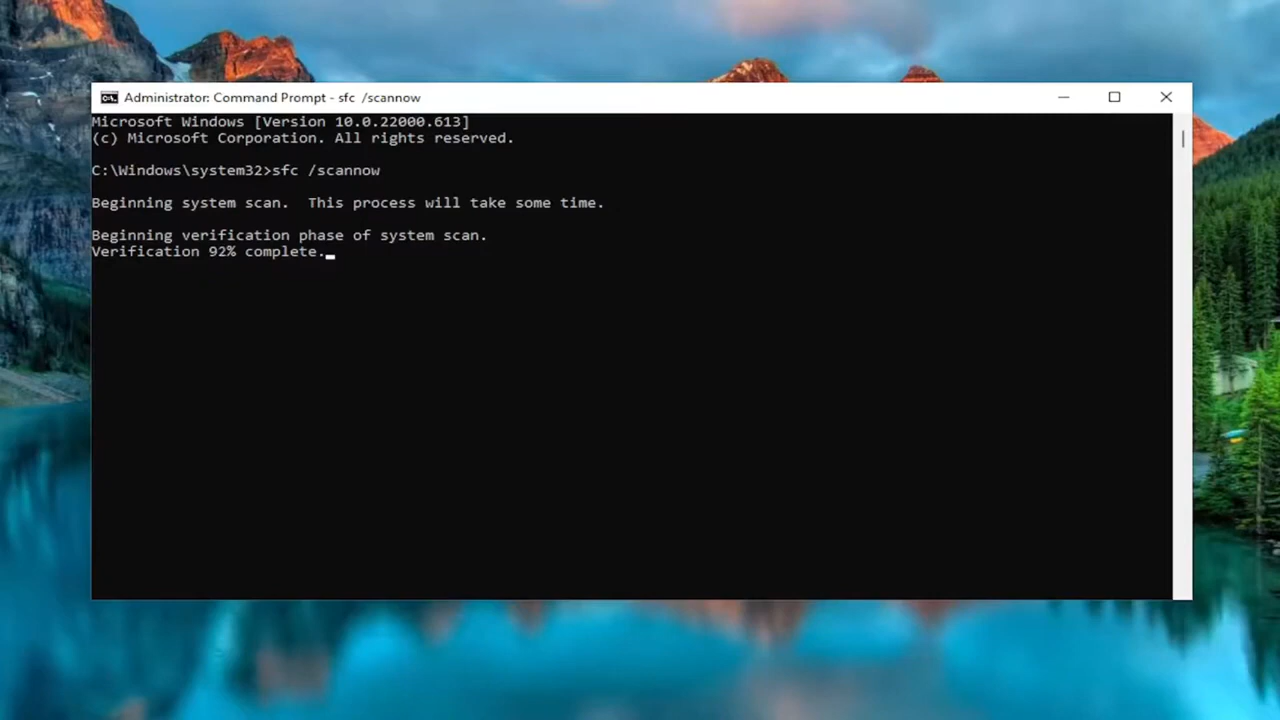 Administrator: Command Prompt - sfc  /scannow
Microsoft Windows [Version 10.0.22000.613]
(c) Microsoft Corporation. All rights reserved.
C:\Windows\system32>sfc /scannow
Beginning system scan.  This process will take some time.
Beginning verification phase of system scan.
Verification 92% complete.